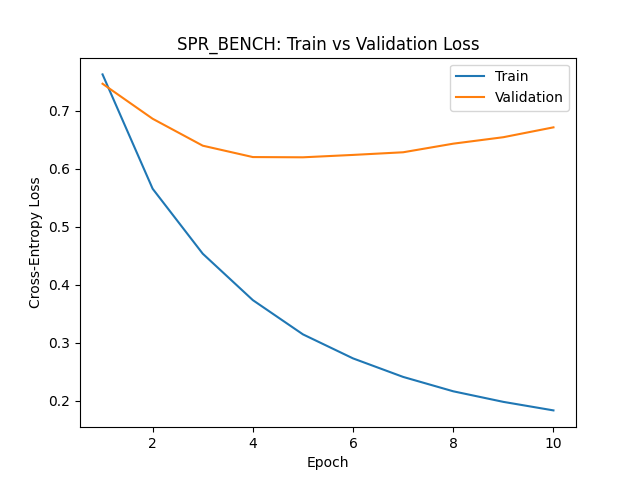 SPR_BENCH: Train vs Validation Loss
Train
Validation
Cross-Entropy Loss
0.7
0.6
0.5
0.4
0.3
0.2
2
4
6
8
10
Epoch